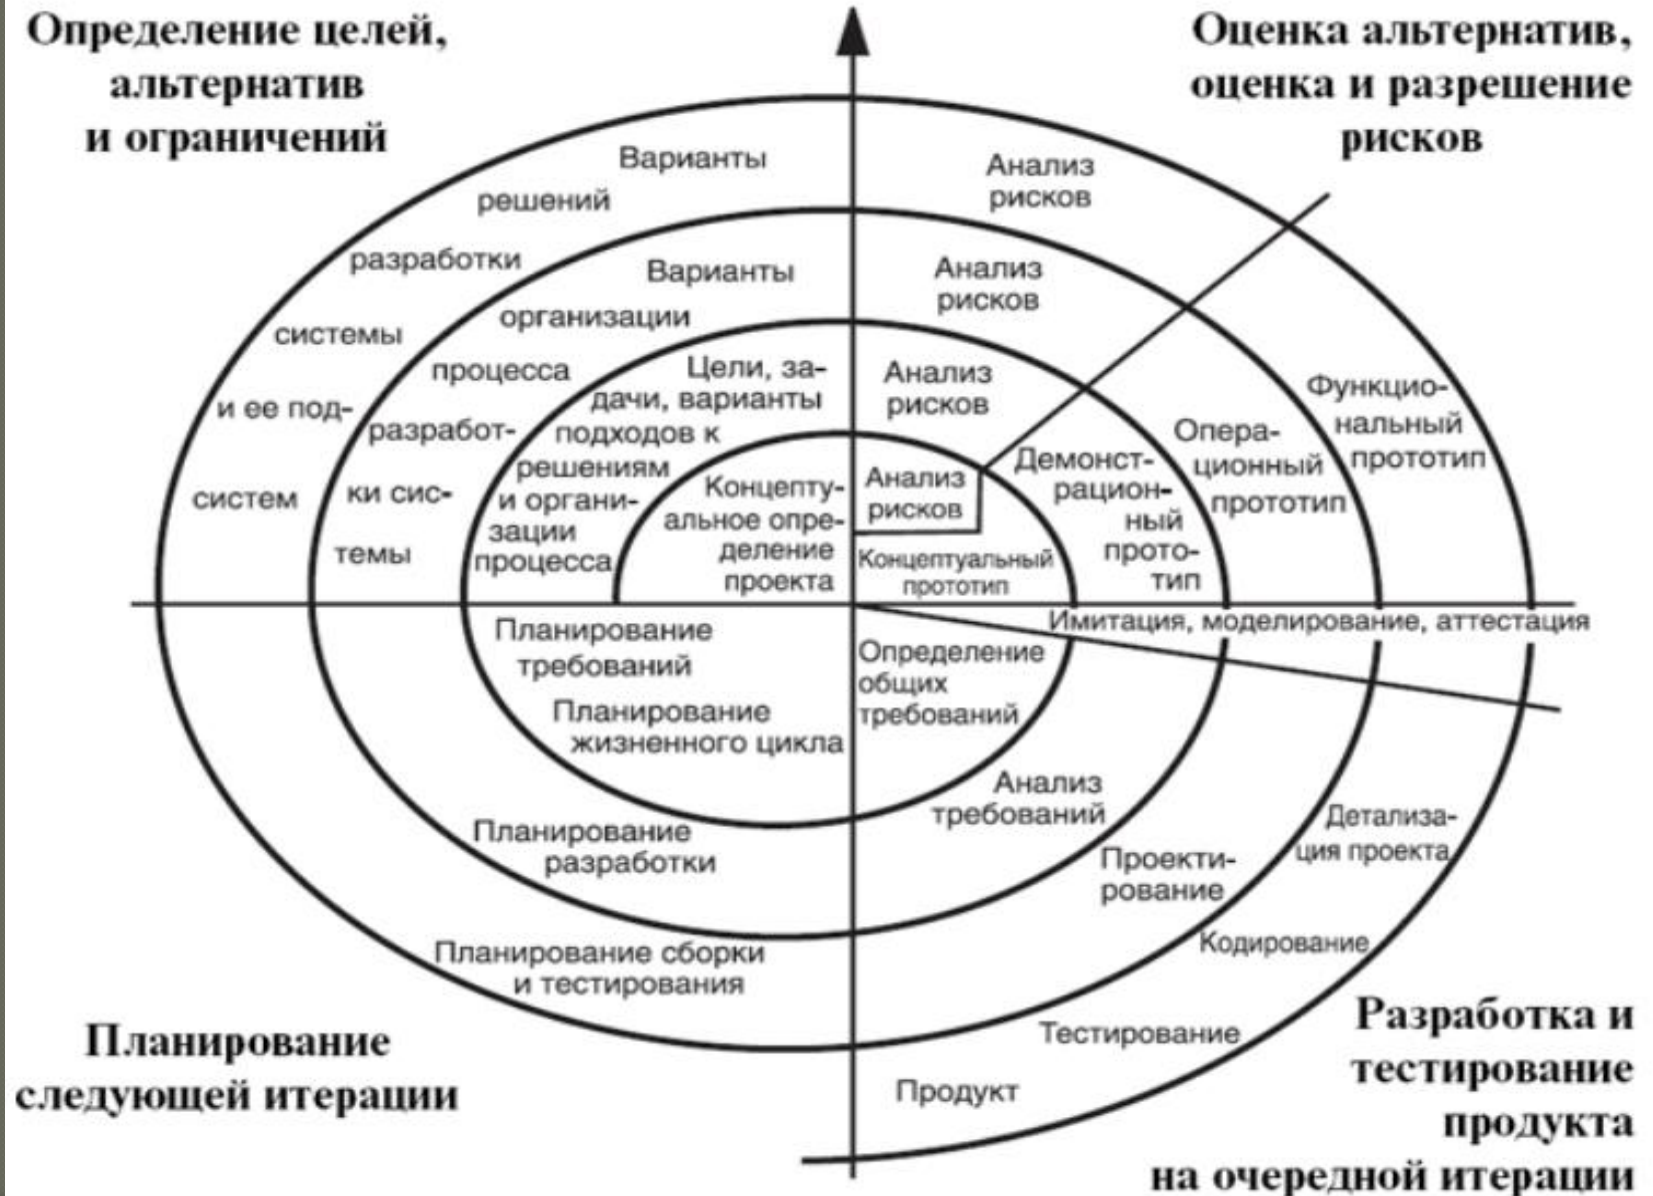 Определение целей,
альтернатив
и ограничений
Оценка альтернатив,
оценка и разрешение
рисков
Варианты
решений
разработки
системы
и ее под-
систем
Варианты
организации
процесса
разработ-
ки сис-
темы
Цели, за-
дачи, варианты
подходов к
решениям
и органи-
зации
процесса
Концепту-
альное опре-
деление
проекта
Анализ
рисков
Анализ
рисков
Анализ
рисков
Анализ
рисков
Концептуальный
прототип
Демонст-
рацион-
ный
прото-
тип
Опера-
ционный
прототип
Функцио-
нальный
прототип
Имитация, моделирование, аттестация
Планирование
требований
Планирование
жизненного цикла
Планирование
разработки
Планирование сборки
и тестирования
Определение
общих
требований
Анализ
требований
Проекти-
рование
Детализа-
ция проекта
Кодирование
Тестирование
Продукт
Планирование
следующей итерации
Разработка и
тестирование
продукта
на очередной итерации